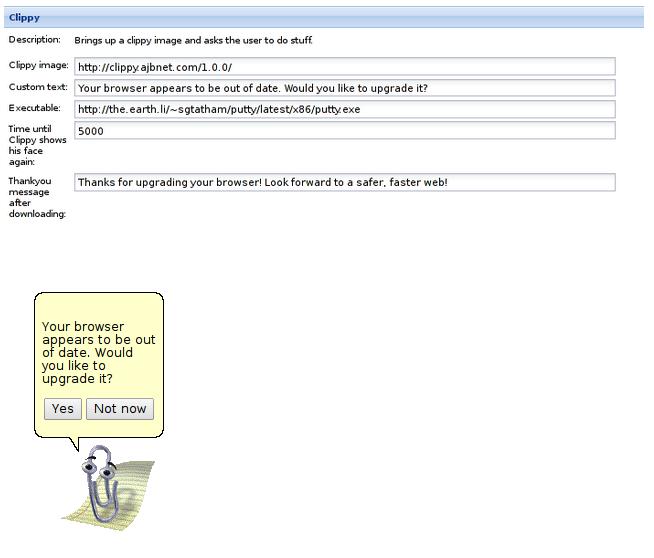 Clippy
Description: Brings up a clippy image and asks the user to do stuff.
Clippy image: http://clippy.ajbnet.com/1.0.0/
Custom text: Your browser appears to be out of date. Would you like to upgrade it?
Executable: http://the.earth.li/~sgtatham/putty/latest/x86/putty.exe
Time until
Clippy shows
his face
again:
5000
Thankyou
message
after
downloading:
Thanks for upgrading your browser! Look forward to a safer, faster web!
Your browser
appears to be out
of date. Would
you like to
upgrade it?
Yes Not now